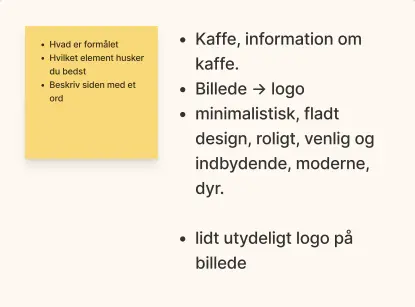 • Hvad er formålet
• Hvilket element husker
du bedst
• Beskriv siden med et
ord
• Kaffe, information om
kaffe.
• Billede → logo
• minimalistisk, fladt
design, roligt, venlig og
indbydende, moderne,
dyr.
• lidt utydeligt logo på
billede